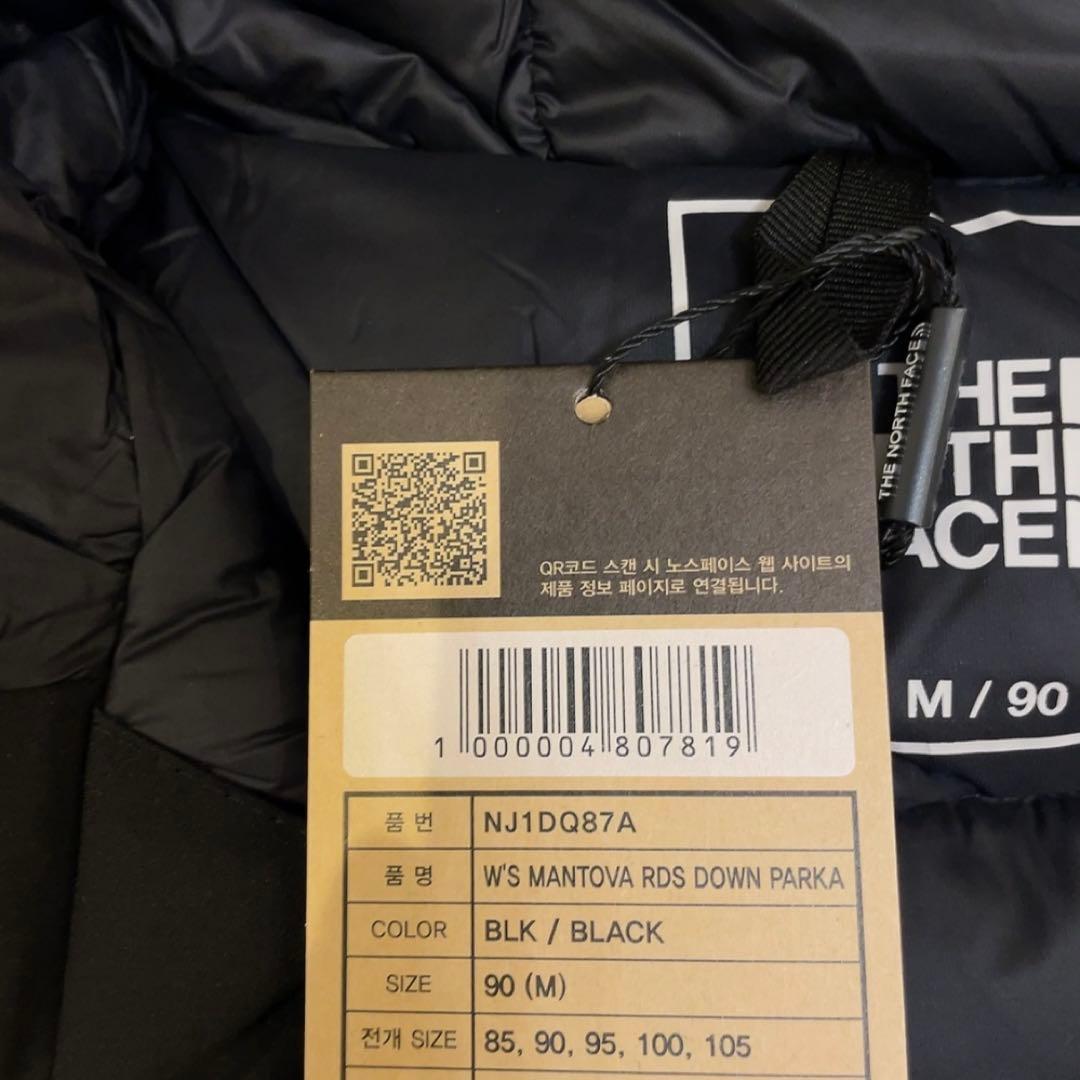 THE NORTH FACE
THE
TH
ACE
M / 90
QR코드 스캔 시 노스페이스 웹 사이트의
제품 정보 페이지로 연결됩니다.
1 000004 807819
품 번 NJ1DQ87A
품 명 W'S MANTOVA RDS DOWN PARKA
COLOR BLK / BLACK
SIZE 90 (M)
전개 SIZE 85, 90, 95, 100, 105